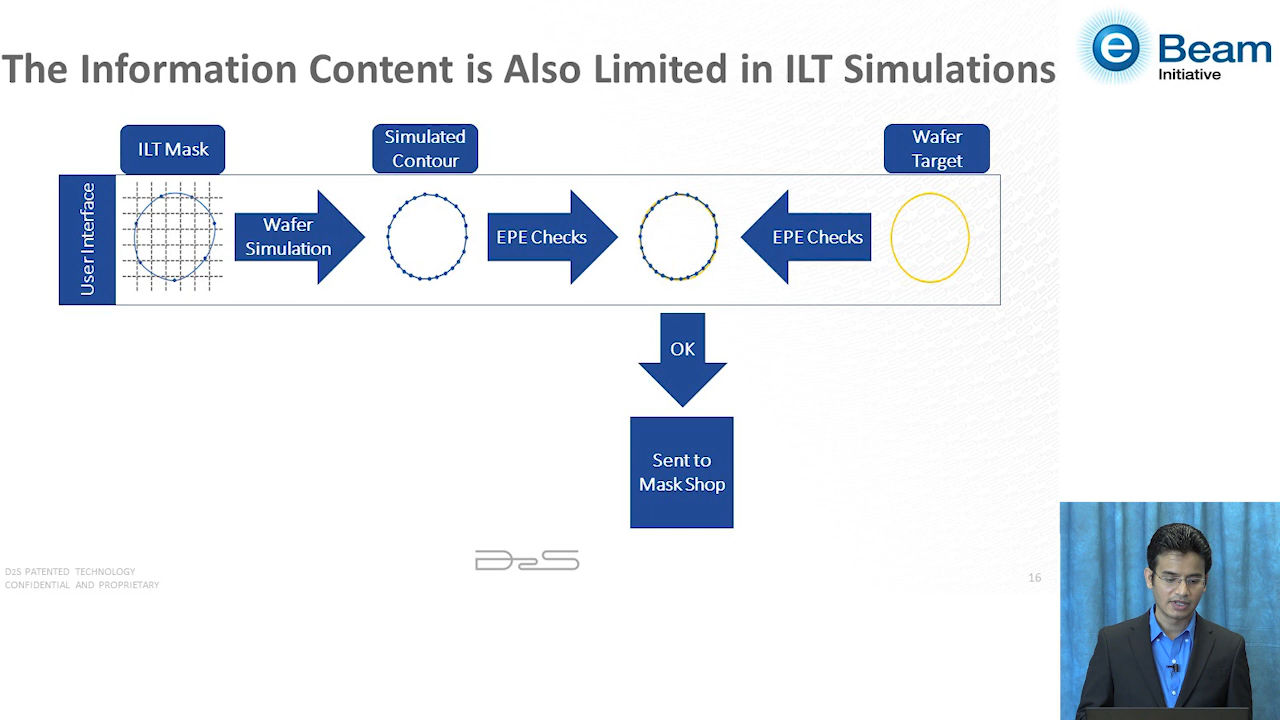 The Information Content is Also Limited in ILT Simulations
e Beam
Initiative
ILT Mask
Simulated
Contour
Wafer
Target
User Interface
Wafer
Simulation
EPE Checks
EPE Checks
OK
Sent to
Mask Shop
D2S
D2S PATENTED TECHNOLOGY
CONFIDENTIAL AND PROPRIETARY
16